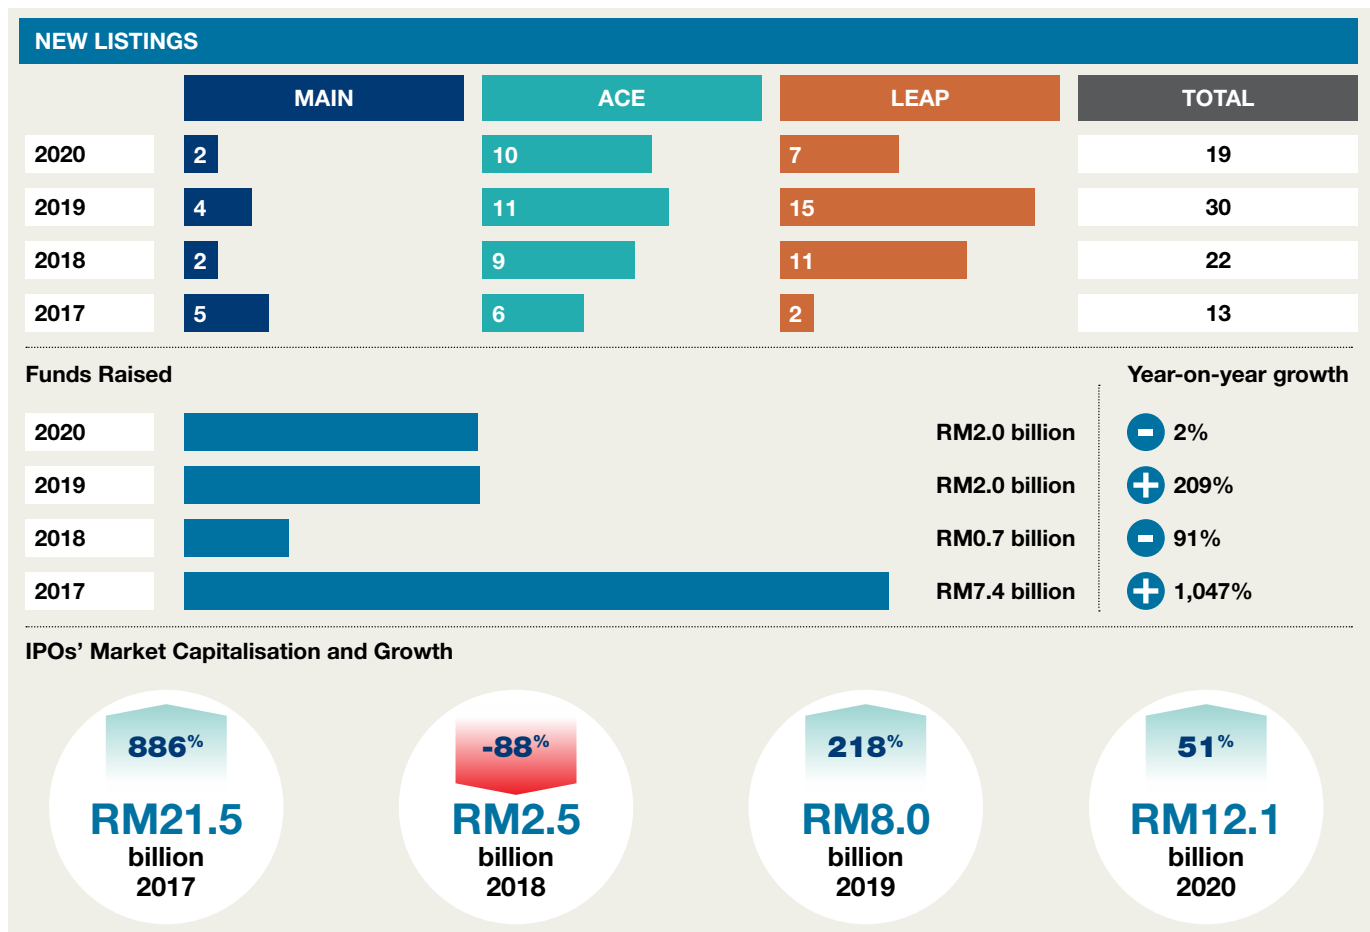 NEW LISTINGS
MAIN ACE LEAP TOTAL
2020 2 10 7 19
2019 4 11 15 30
2018 2 9 11 22
2017 5 6 2 13
Funds Raised Year-on-year growth
2020 RM2.0 billion - 2%
2019 RM2.0 billion + 209%
2018 RM0.7 billion - 91%
2017 RM7.4 billion + 1,047%
IPOs’ Market Capitalisation and Growth
886%
RM21.5
billion
2017
-88%
RM2.5
billion
2018
218%
RM8.0
billion
2019
51%
RM12.1
billion
2020